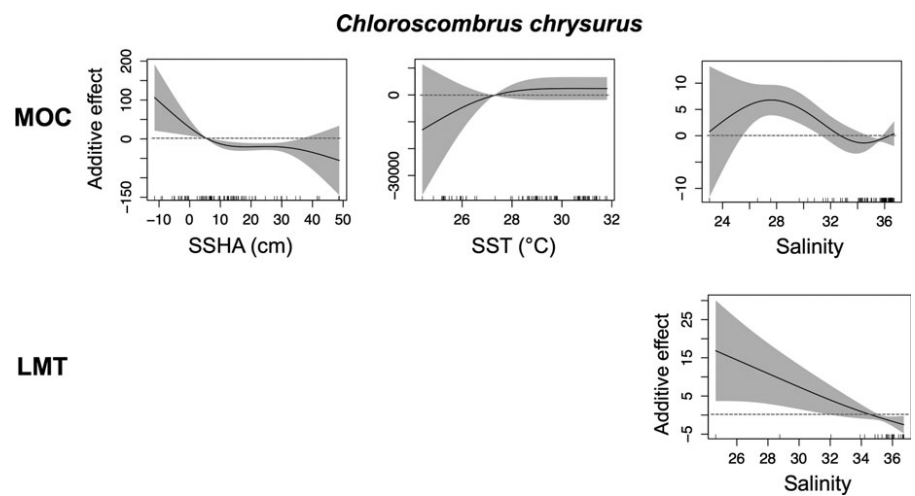 Chloroscombrus chrysurus
MOC
Additive effect
200
100
0
-150
-10 0 10 20 30 40 50
SSHA (cm)
0
-30000
26 28 30 32
SST (°C)
10
5
0
-10
24 28 32 36
Salinity
LMT
Additive effect
25
15
5
-5
26 28 30 32 34 36
Salinity